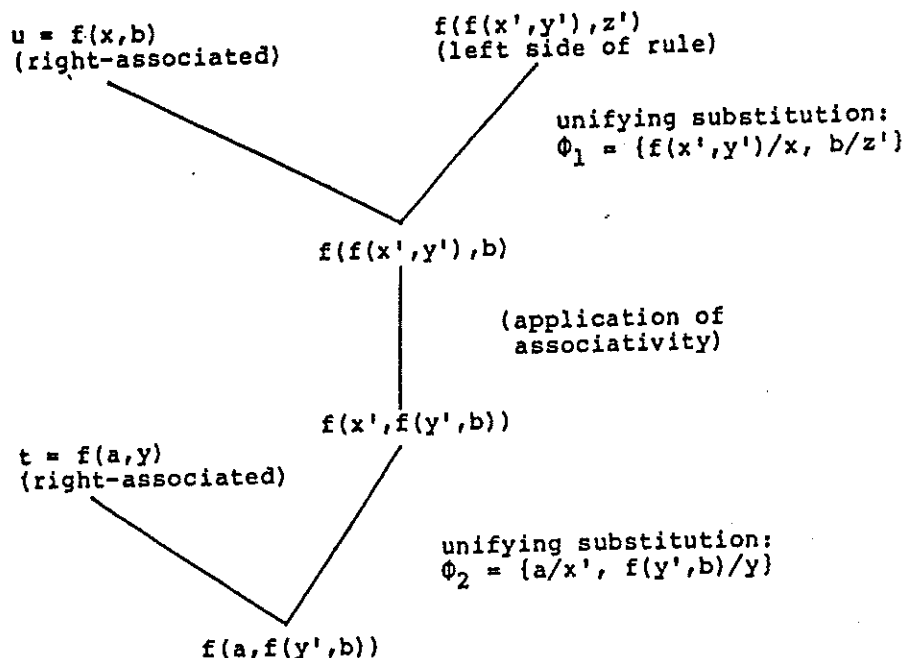 u = f(x,b)
(right-associated)
f(f(x',y'),z')
(left side of rule)
unifying substitution:
Φ1 = {f(x',y')/x, b/z'}
f(f(x',y'),b)
(application of
associativity)
f(x',f(y',b))
t = f(a,y)
(right-associated)
unifying substitution:
Φ2 = {a/x', f(y',b)/y}
f(a,f(y',b))